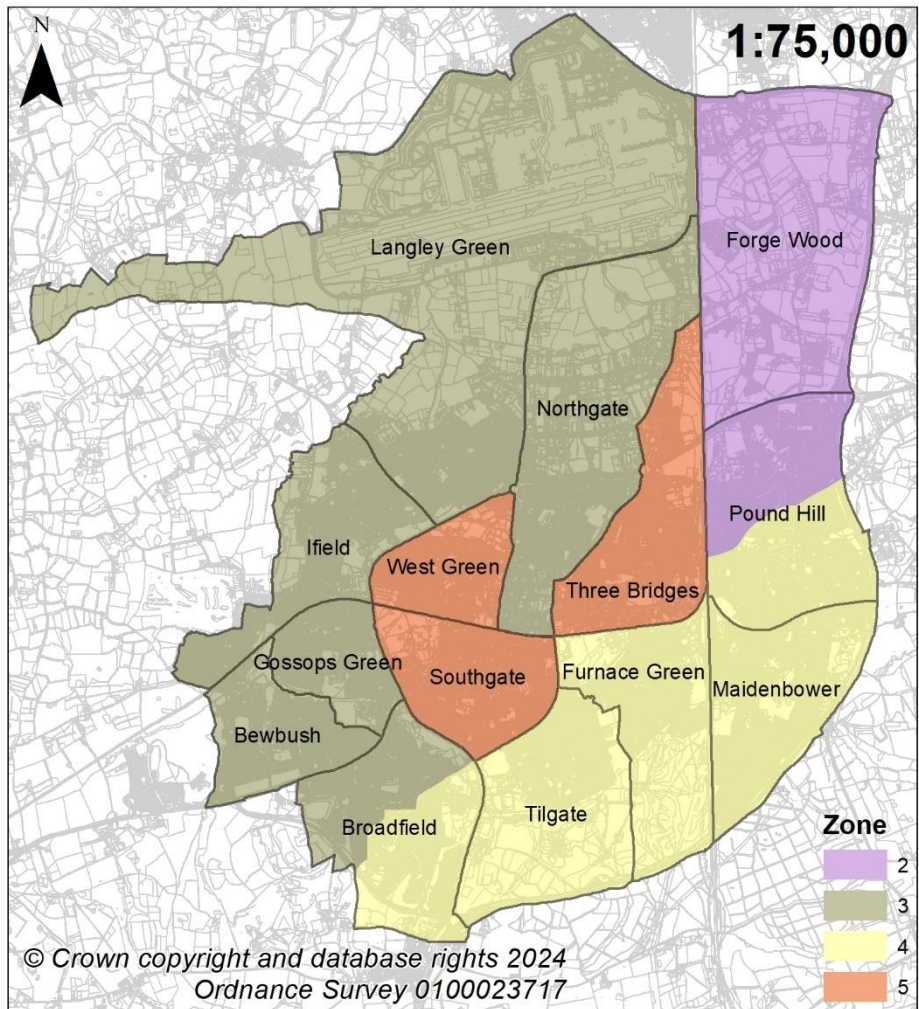 N
1:75,000
Langley Green
Forge Wood
Northgate
Pound Hill
Ifield
West Green
Three Bridges
Gossops Green
Southgate
Furnace Green
Maidenbower
Bewbush
Broadfield
Tilgate
Zone
2
3
4
5
© Crown copyright and database rights 2024
Ordnance Survey 0100023717